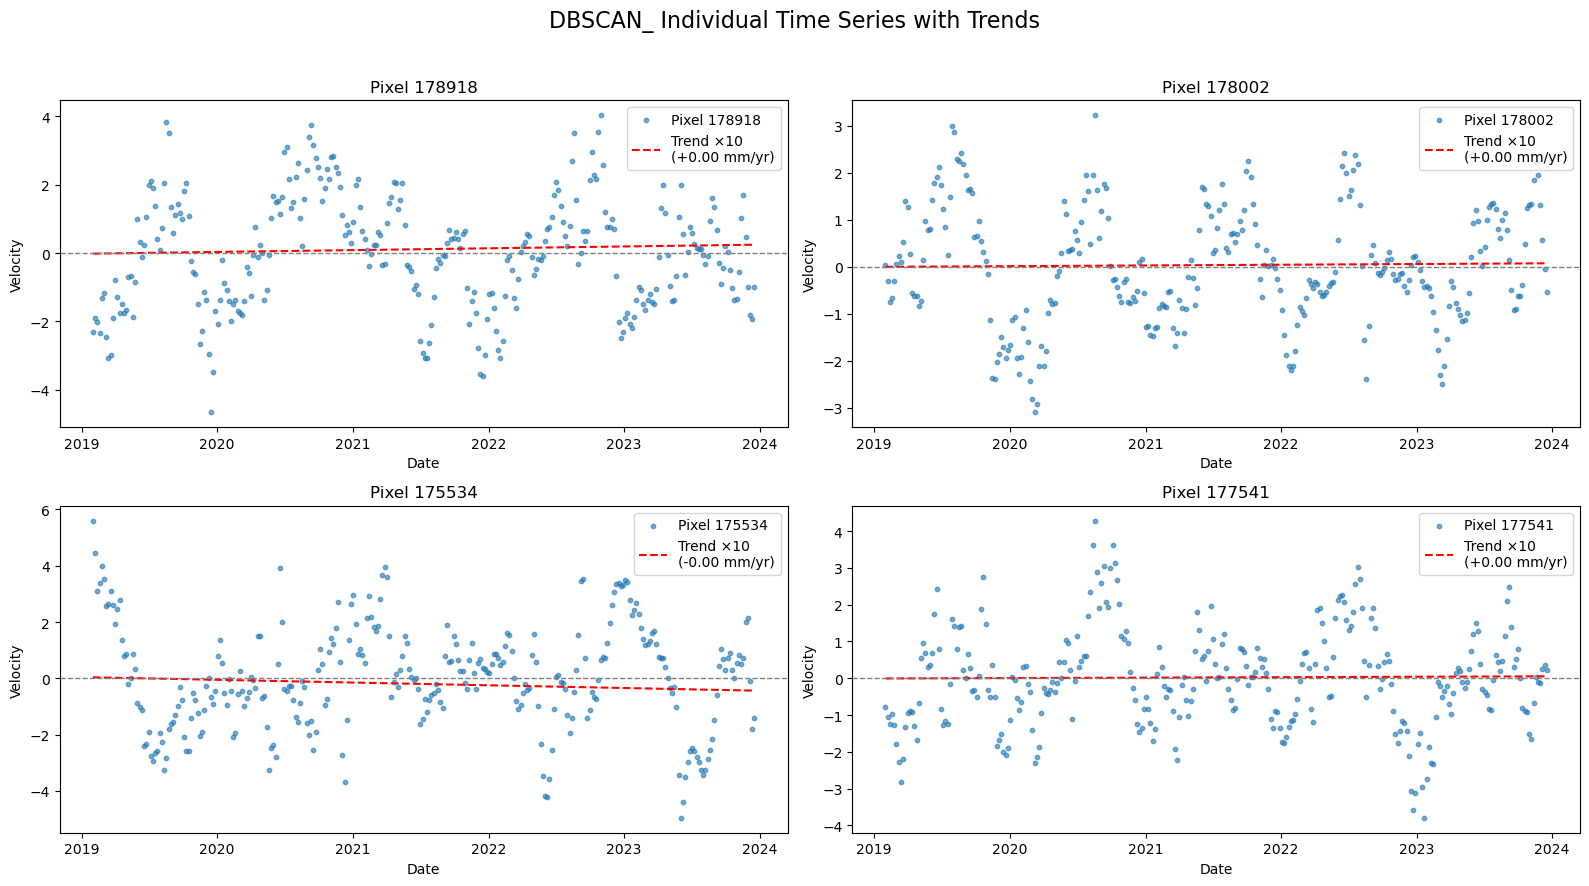 DBSCAN_ Individual Time Series with Trends
Pixel 178918
4
2
0
−2
−4
Velocity
2019 2020 2021 2022 2023 2024
Date
Pixel 178918
Trend ×10
(+0.00 mm/yr)
Pixel 178002
3
2
1
0
−1
−2
−3
Velocity
2019 2020 2021 2022 2023 2024
Date
Pixel 178002
Trend ×10
(+0.00 mm/yr)
Pixel 175534
6
4
2
0
−2
−4
Velocity
2019 2020 2021 2022 2023 2024
Date
Pixel 175534
Trend ×10
(-0.00 mm/yr)
Pixel 177541
4
3
2
1
0
−1
−2
−3
−4
Velocity
2019 2020 2021 2022 2023 2024
Date
Pixel 177541
Trend ×10
(+0.00 mm/yr)